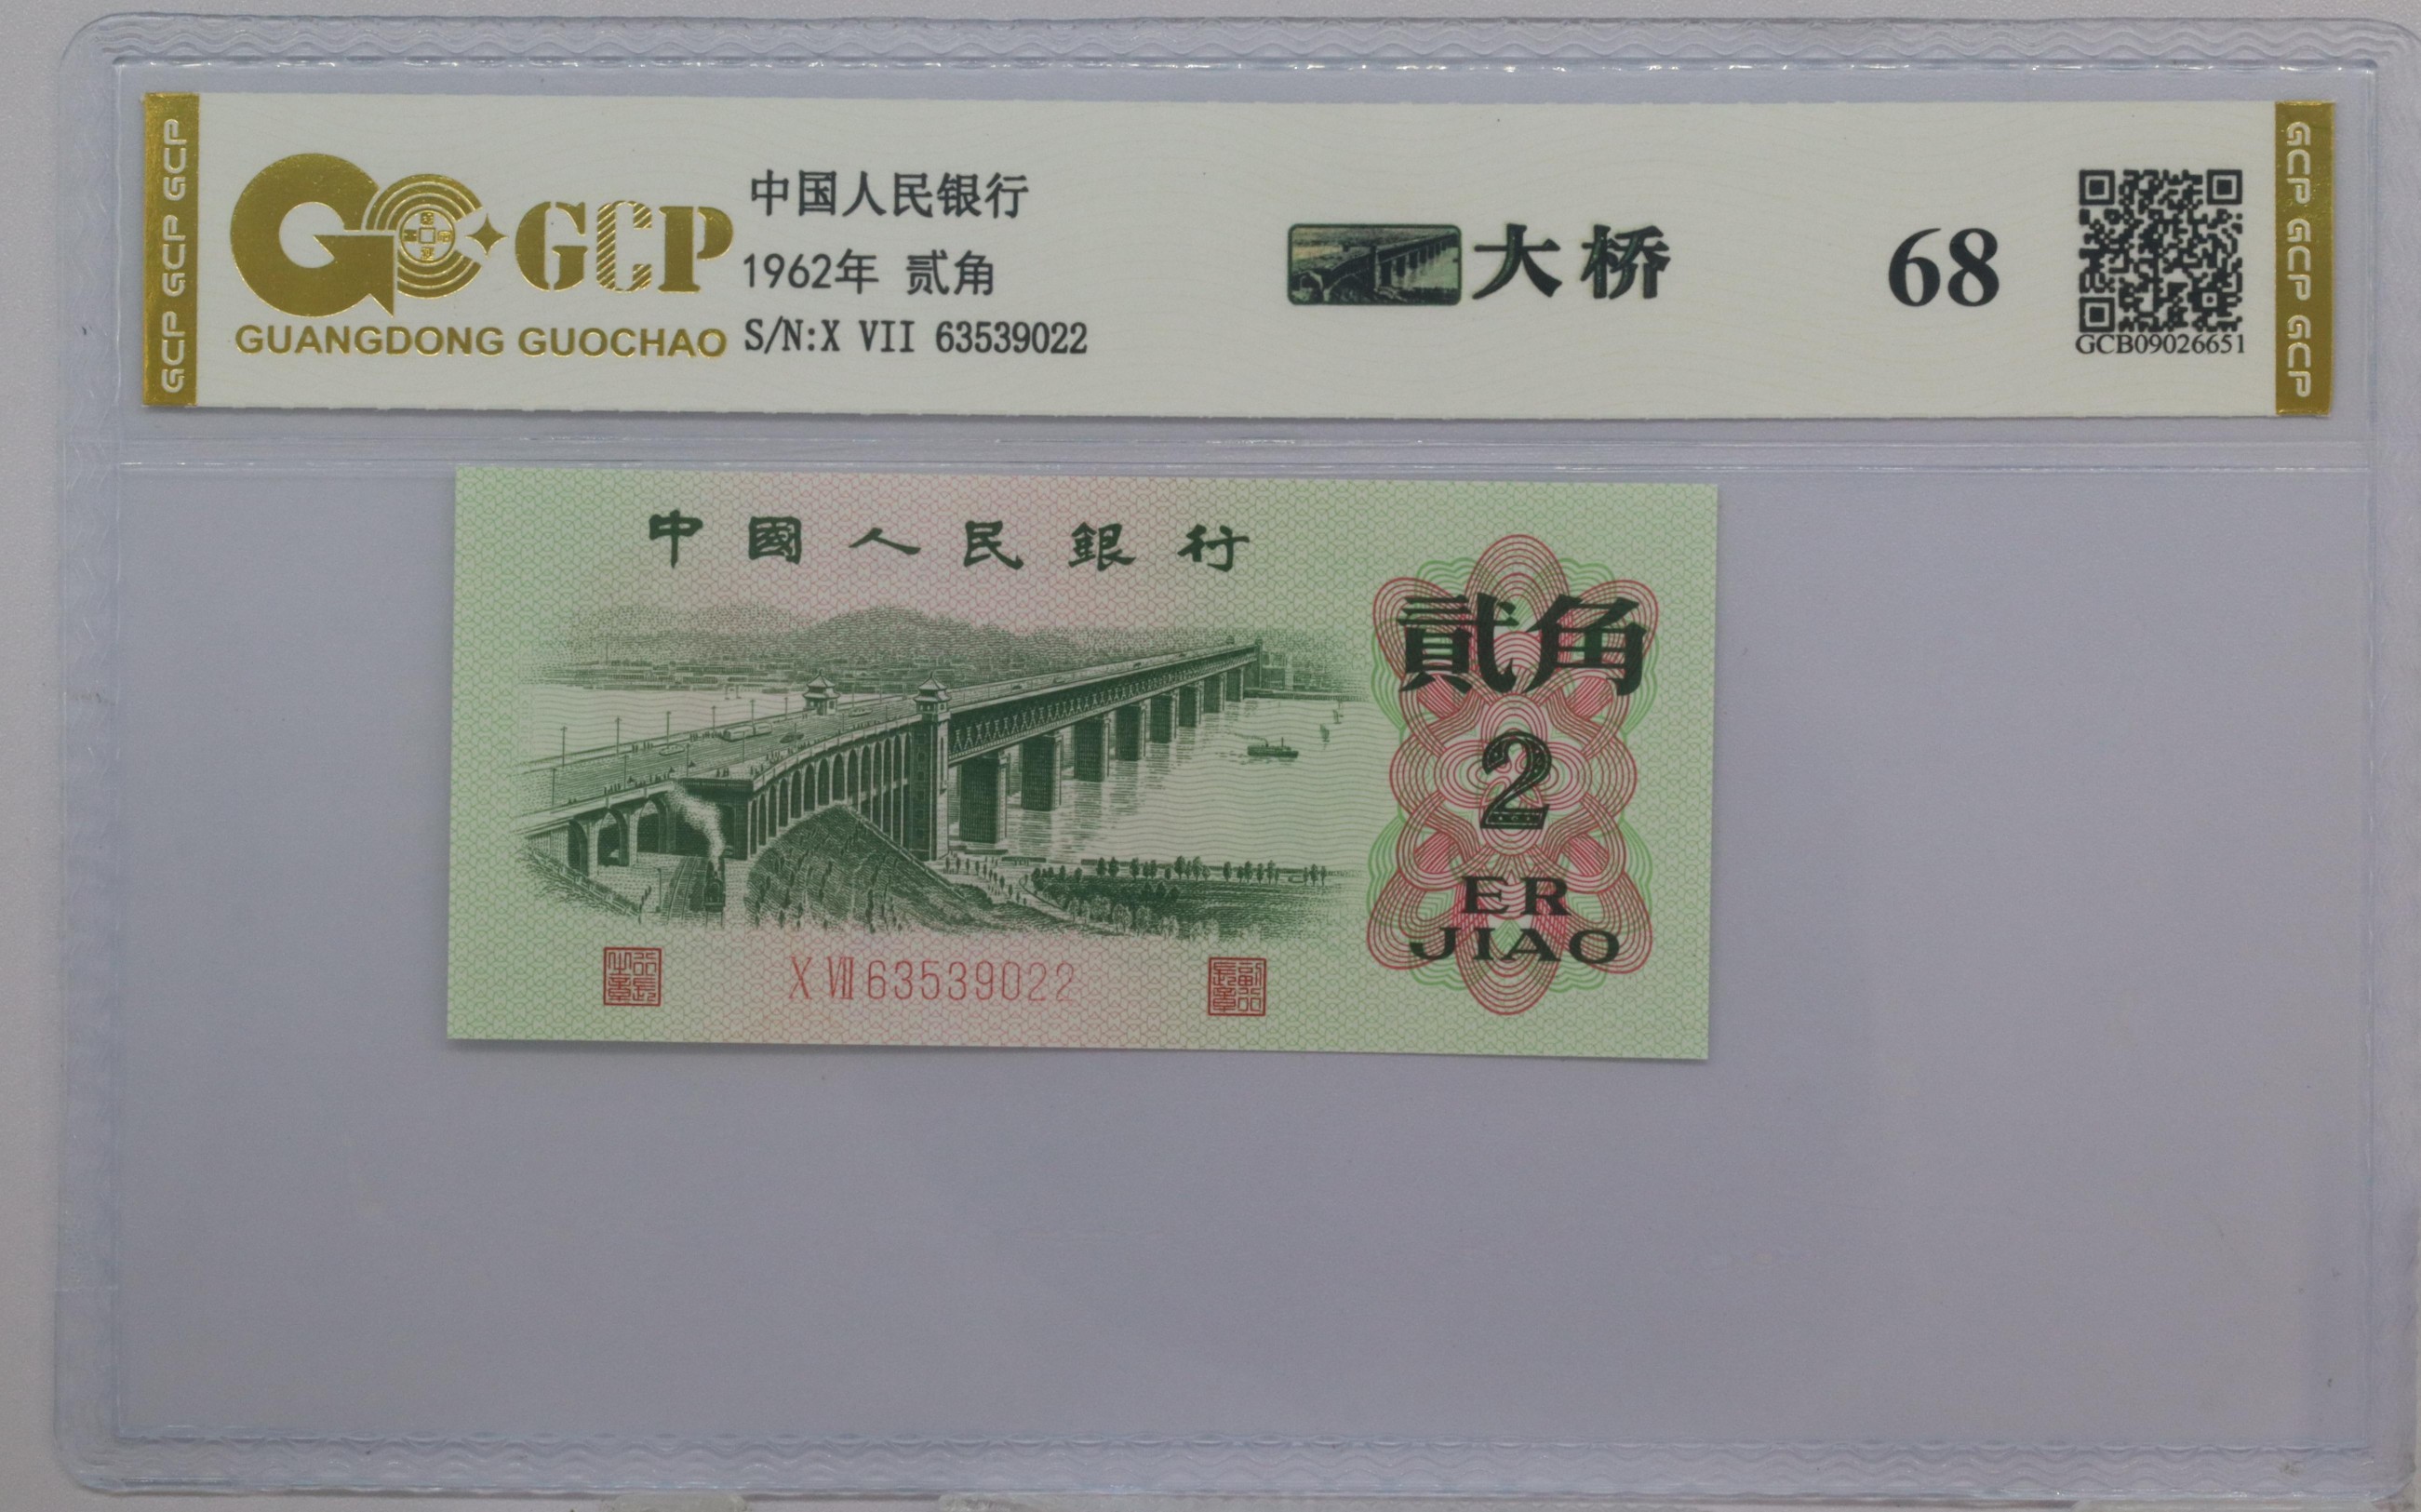 GCP GCP GCP
GCP
GUANGDONG GUOCHAO
中国人民银行
1962年 贰角
S/N:X VII 63539022
大桥
68
GCB09026651
GCP GCP GCP
中國人民銀行
貳角
2
ER
JIAO
X VII 63539022